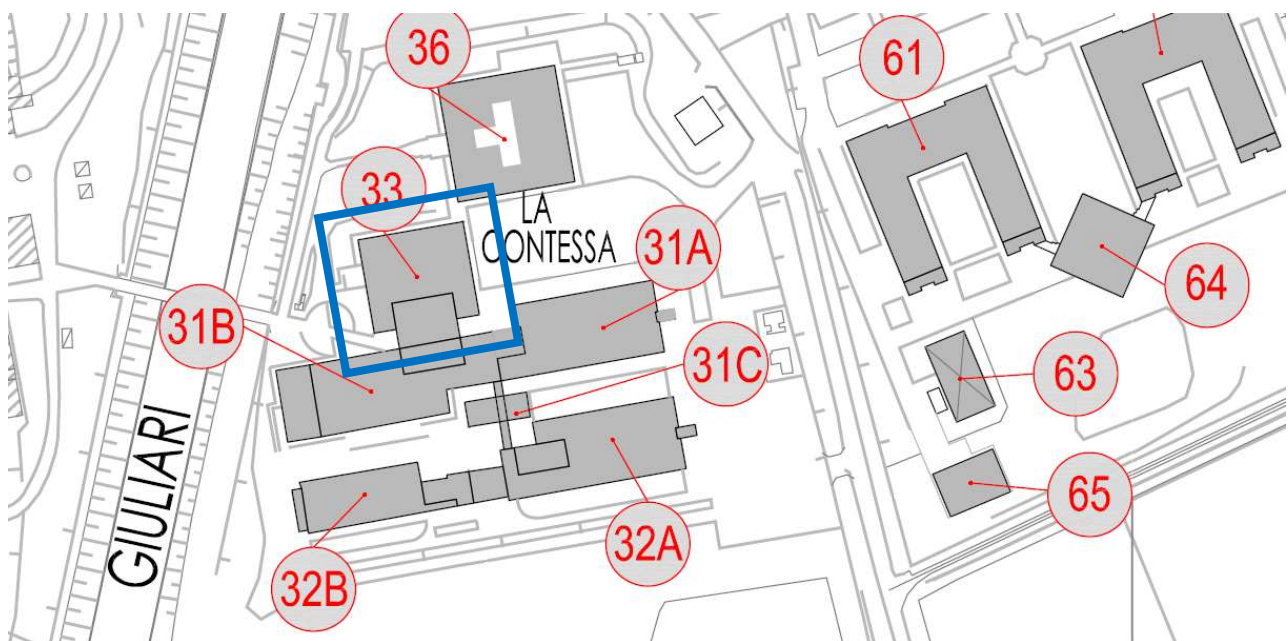 36
61
33
LA
CONTESSA
31A
64
31B
31C
63
GIULIARI
65
32A
32B